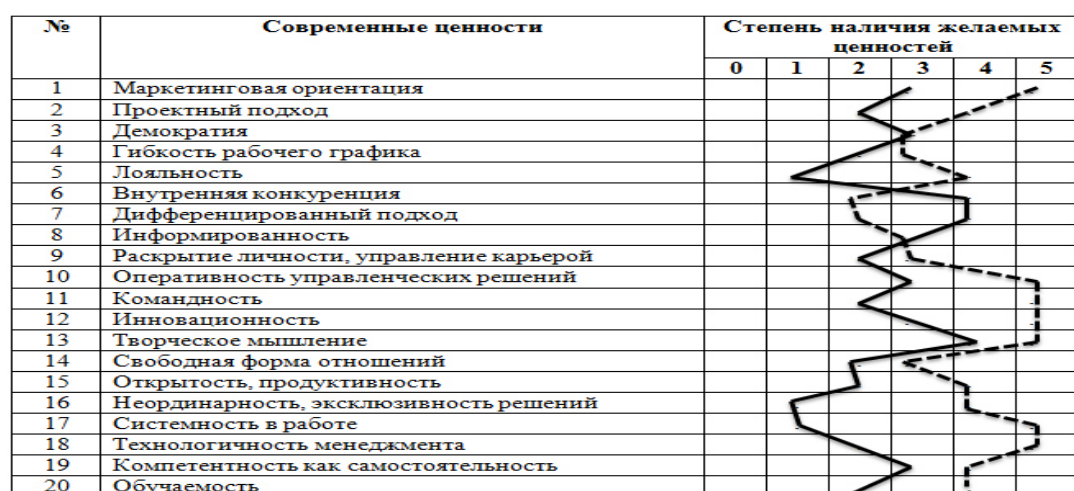 № Современные ценности Степень наличия желаемых
ценностей
0 1 2 3 4 5
1 Маркетинговая ориентация
2 Проектный подход
3 Демократия
4 Гибкость рабочего графика
5 Лояльность
6 Внутренняя конкуренция
7 Дифференцированный подход
8 Информированность
9 Раскрытие личности, управление карьерой
10 Оперативность управленческих решений
11 Командность
12 Инновационность
13 Творческое мышление
14 Свободная форма отношений
15 Открытость, продуктивность
16 Неординарность, эксклюзивность решений
17 Системность в работе
18 Технологичность менеджмента
19 Компетентность как самостоятельность
20 Обучаемость